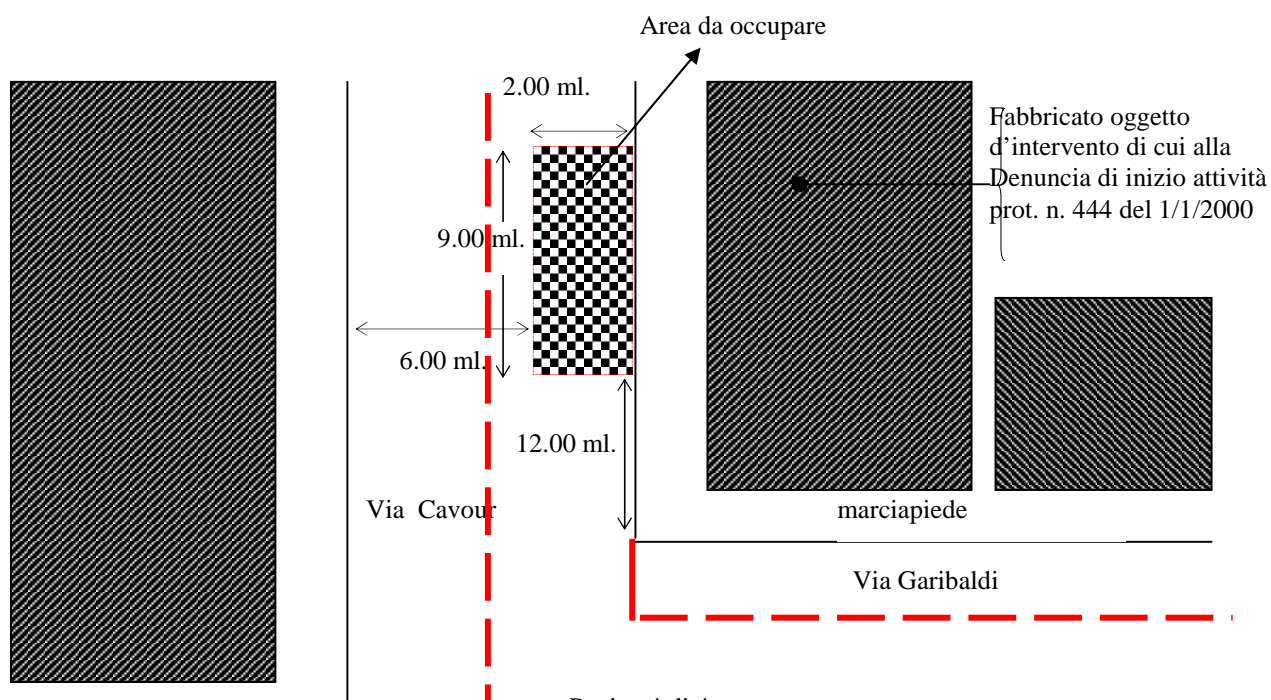 Area da occupare
2.00 ml.
Fabbricato oggetto
d'intervento di cui alla
Denuncia di inizio attività
prot. n. 444 del 1/1/2000
9.00 ml.
6.00 ml.
12.00 ml.
Via Cavour
marciapiede
Via Garibaldi